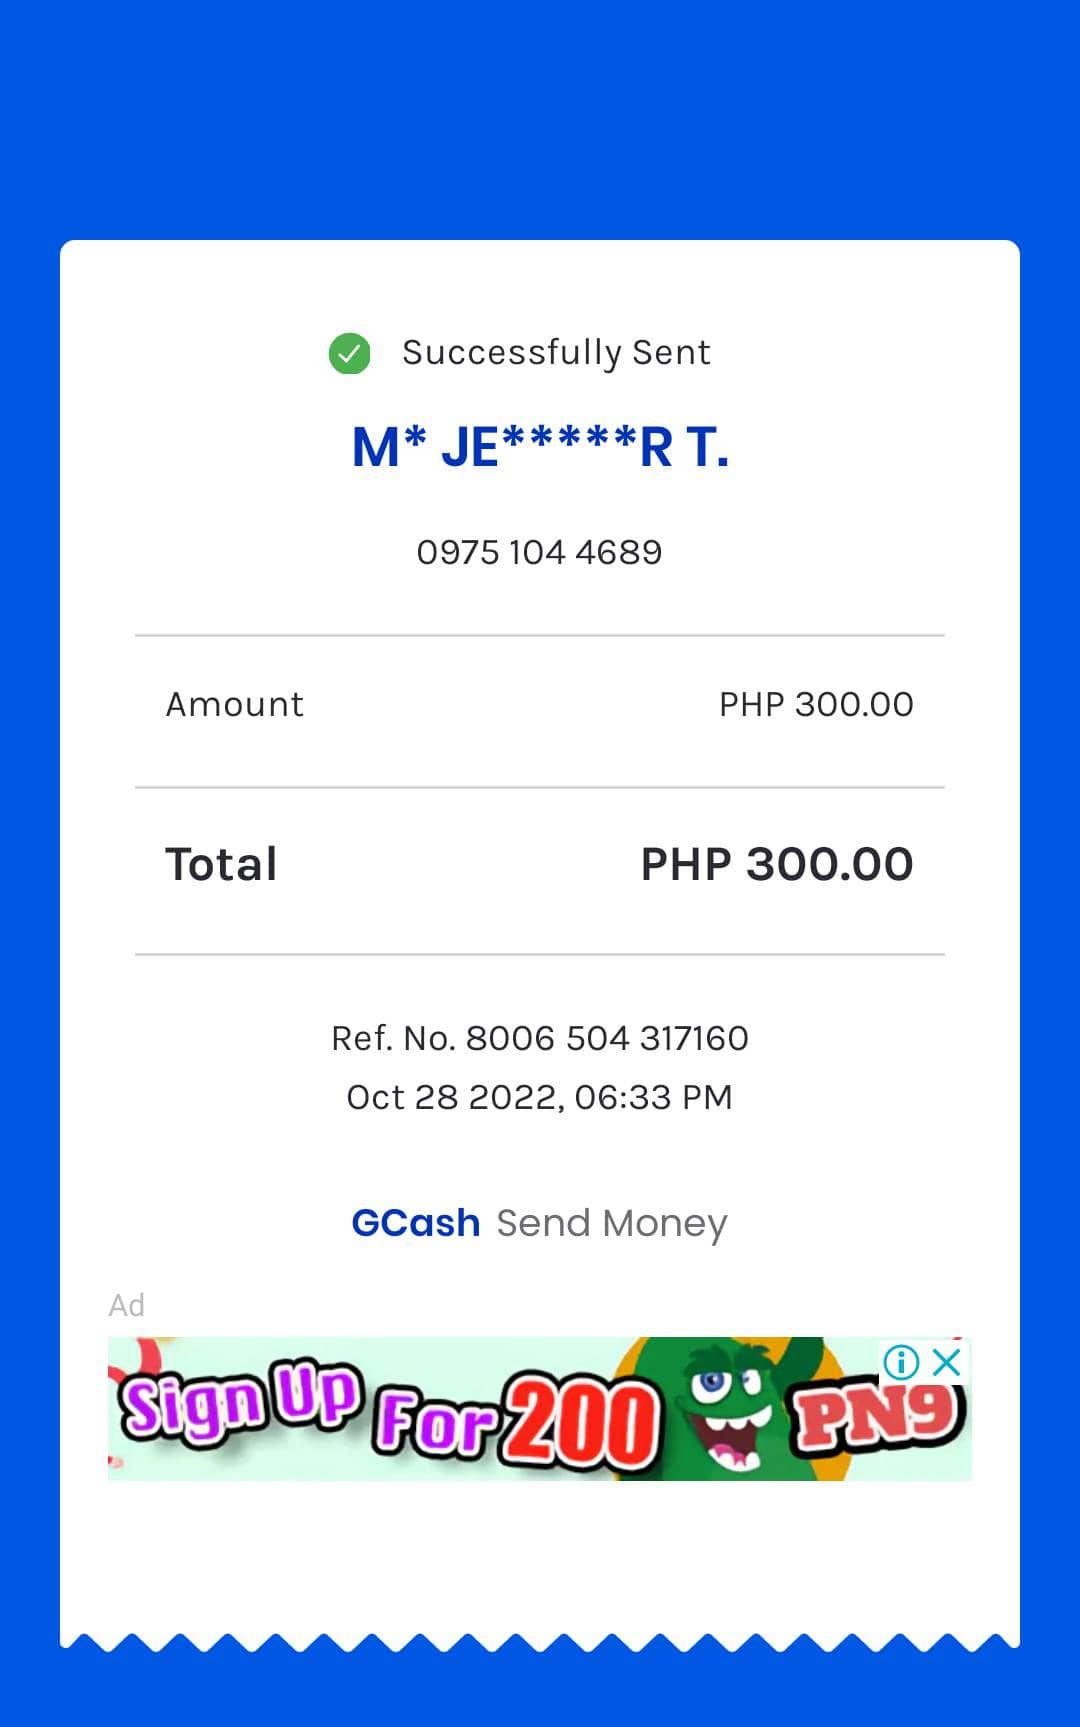 Successfully Sent
M* JE*****R T.
0975 104 4689
Amount PHP 300.00
Total PHP 300.00
Ref. No. 8006 504 317160
Oct 28 2022, 06:33 PM
GCash Send Money
Ad
Sign Up For 200 PN9